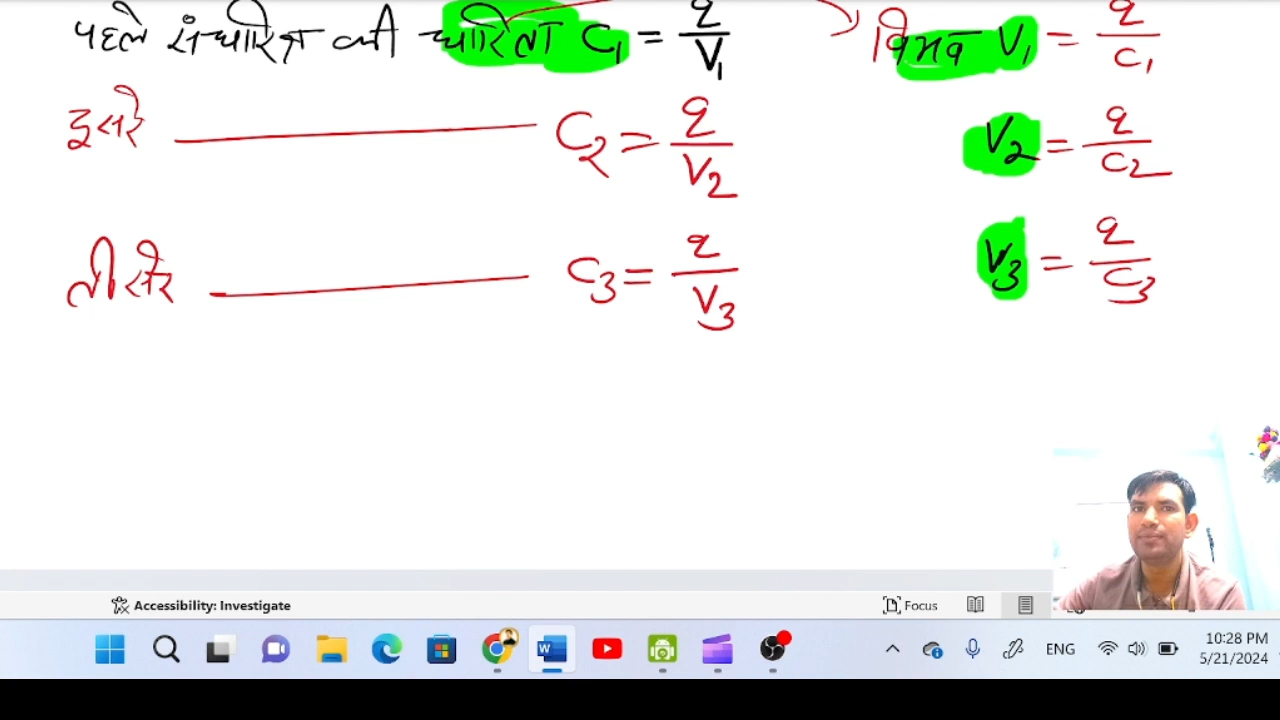 पहले संधारित्र की धारिता C₁ = q/V₁ विभव V₁ = q/C₁
दूसरे ———— C₂ = q/V₂ V₂ = q/C₂
तीसरे ———— C₃ = q/V₃ V₃ = q/C₃
Accessibility: Investigate Focus
ENG 10:28 PM
5/21/2024